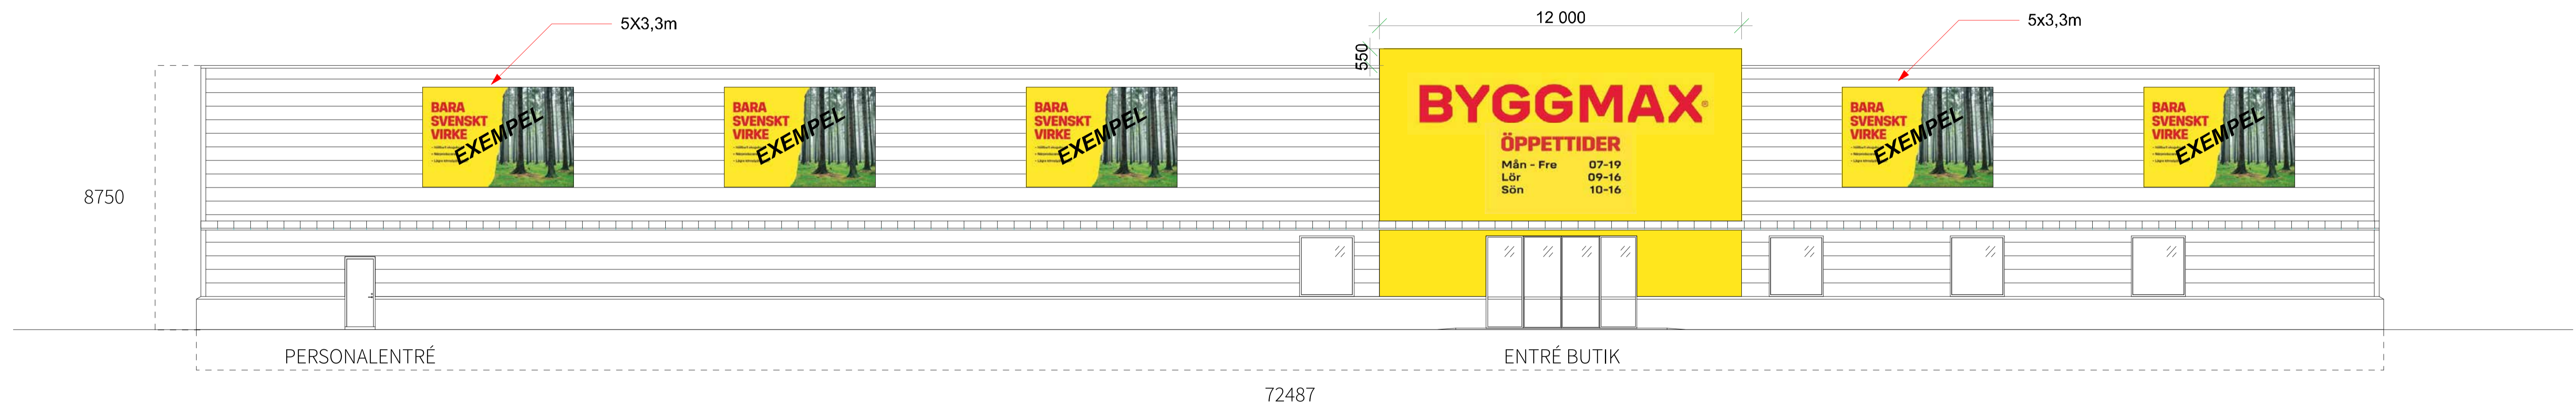 5X3,3m
12 000
5x3,3m
550
BARA
SVENSKT
VIRKE
EXEMPEL
BARA
SVENSKT
VIRKE
EXEMPEL
BARA
SVENSKT
VIRKE
EXEMPEL
BYGGMAX®
ÖPPETTIDER
Mån - Fre 07-19
Lör 09-16
Sön 10-16
BARA
SVENSKT
VIRKE
EXEMPEL
BARA
SVENSKT
VIRKE
EXEMPEL
8750
PERSONALENTRÉ
ENTRÉ BUTIK
72487